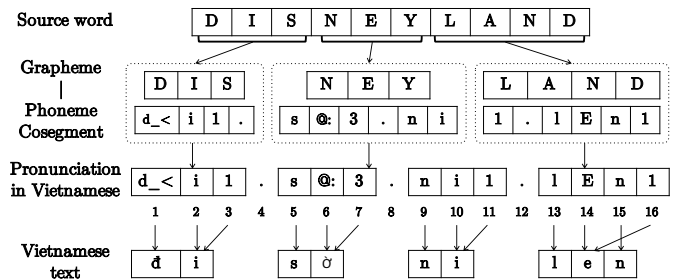 Source word D I S N E Y L A N D
Grapheme
|
Phoneme
Cosegment
D I S N E Y L A N D
d_< i 1 . s @: 3 . n i 1 . l E n 1
Pronunciation
in Vietnamese
d_< i 1 . s @: 3 . n i 1 . l E n 1
1 2 3 4 5 6 7 8 9 10 11 12 13 14 15 16
Vietnamese
text
đ i s ờ n i l e n